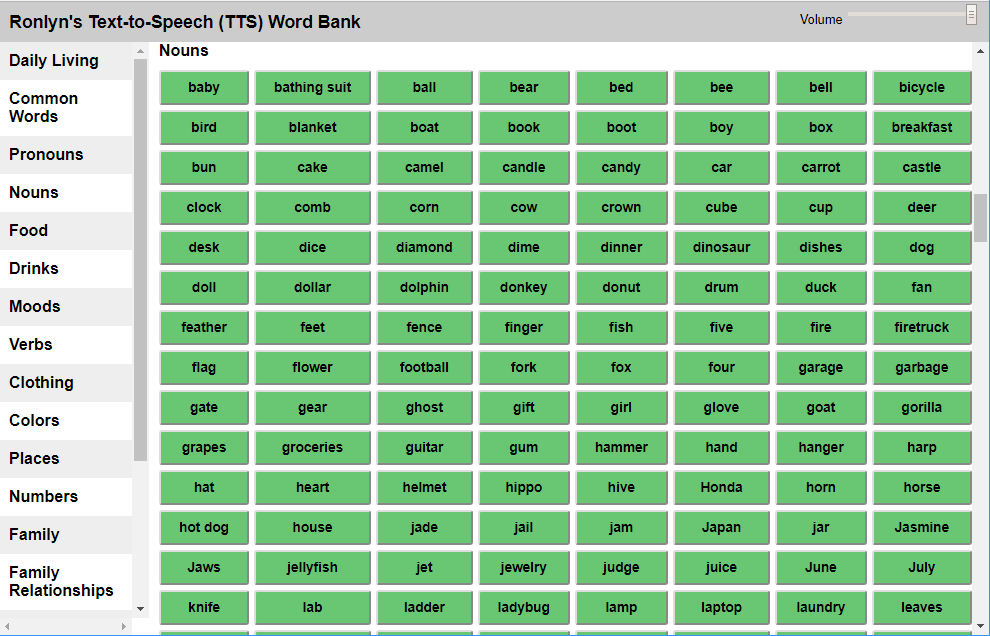 Ronlyn's Text-to-Speech (TTS) Word Bank
Volume
Daily Living
Common
Words
Pronouns
Nouns
Food
Drinks
Moods
Verbs
Clothing
Colors
Places
Numbers
Family
Family
Relationships
Nouns
baby bathing suit ball bear bed bee bell bicycle
bird blanket boat book boot boy box breakfast
bun cake camel candle candy car carrot castle
clock comb corn cow crown cube cup deer
desk dice diamond dime dinner dinosaur dishes dog
doll dollar dolphin donkey donut drum duck fan
feather feet fence finger fish five fire firetruck
flag flower football fork fox four garage garbage
gate gear ghost gift girl glove goat gorilla
grapes groceries guitar gum hammer hand hanger harp
hat heart helmet hippo hive Honda horn horse
hot dog house jade jail jam Japan jar Jasmine
Jaws jellyfish jet jewelry judge juice June July
knife lab ladder ladybug lamp laptop laundry leaves